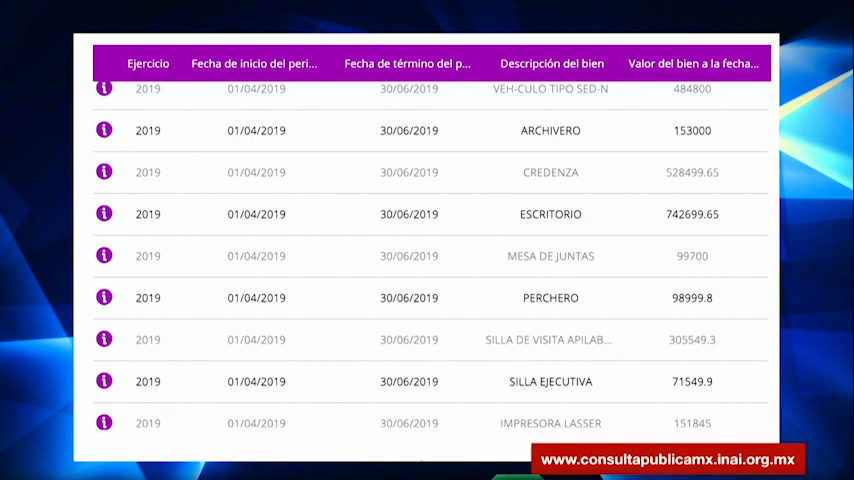 Ejercicio Fecha de inicio del peri... Fecha de término del p... Descripción del bien Valor del bien a la fecha...
2019 01/04/2019 30/06/2019 VEH-CULO TIPO SED-N 484800
2019 01/04/2019 30/06/2019 ARCHIVERO 153000
2019 01/04/2019 30/06/2019 CREDENZA 528499.65
2019 01/04/2019 30/06/2019 ESCRITORIO 742699.65
2019 01/04/2019 30/06/2019 MESA DE JUNTAS 99700
2019 01/04/2019 30/06/2019 PERCHERO 98999.8
2019 01/04/2019 30/06/2019 SILLA DE VISITA APILAB... 305549.3
2019 01/04/2019 30/06/2019 SILLA EJECUTIVA 71549.9
2019 01/04/2019 30/06/2019 IMPRESORA LASSER 151845
www.consultapublicamx.inai.org.mx